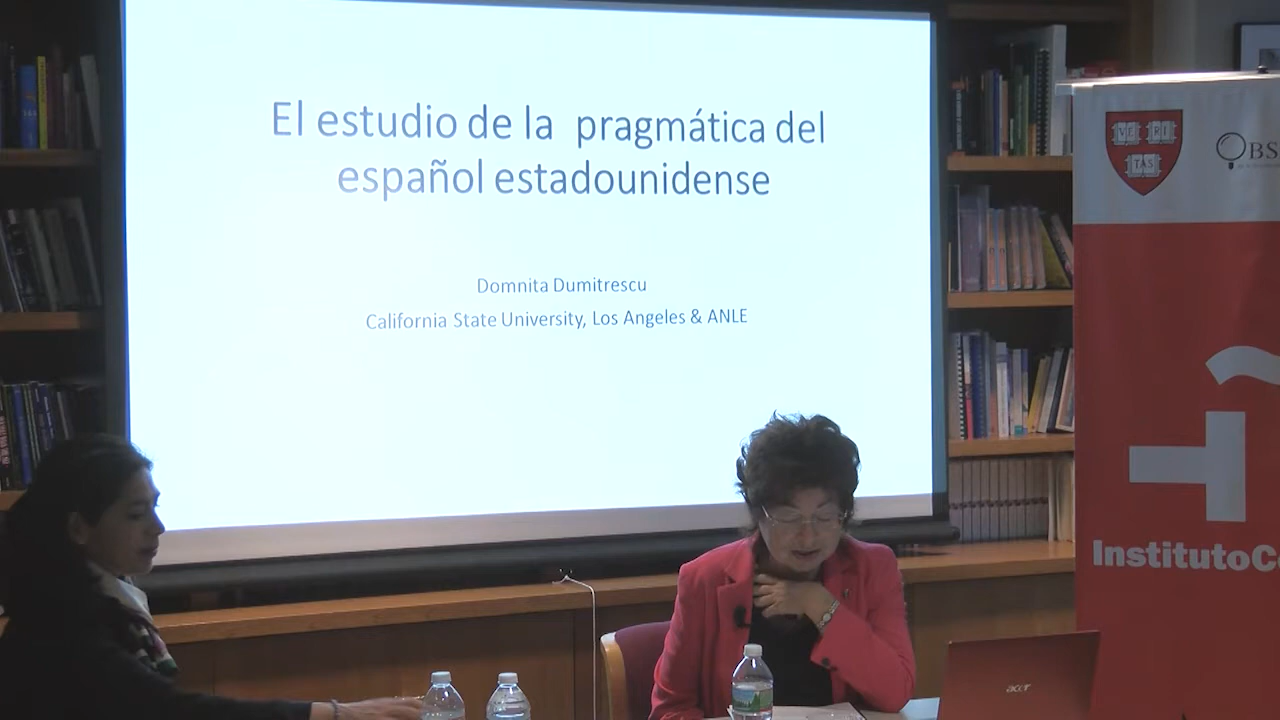 El estudio de la pragmática del
español estadounidense
Domnita Dumitrescu
California State University, Los Angeles & ANLE
VE RI
TAS
InstitutoC
acer